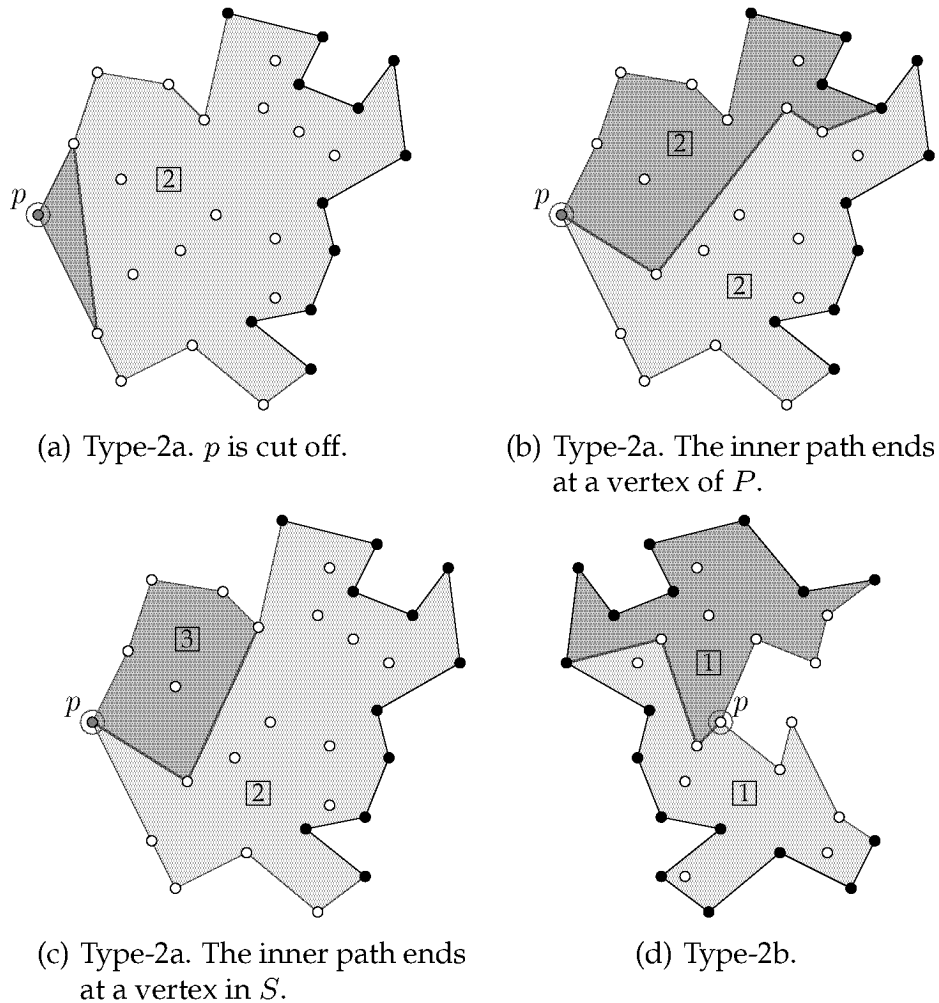 2
p
(a) Type-2a. p is cut off.
2
p
2
(b) Type-2a. The inner path ends
at a vertex of P.
3
p
2
(c) Type-2a. The inner path ends
at a vertex in S.
1
p
1
(d) Type-2b.